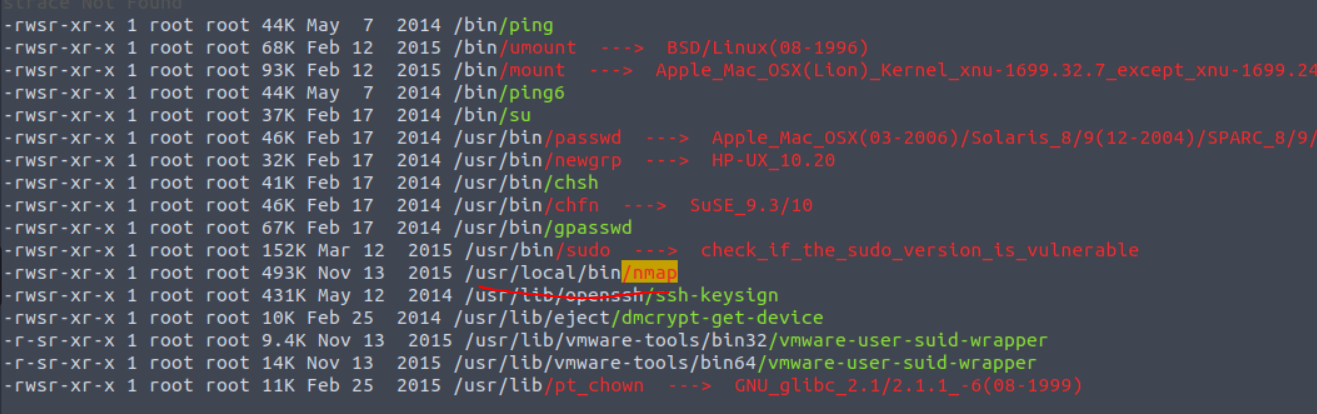 strace Not Found
-rwsr-xr-x 1 root root 44K May  7  2014 /bin/ping
-rwsr-xr-x 1 root root 68K Feb 12  2015 /bin/umount  --->  BSD/Linux(08-1996)
-rwsr-xr-x 1 root root 93K Feb 12  2015 /bin/mount  --->  Apple_Mac_OSX(Lion)_Kernel_xnu-1699.32.7_except_xnu-1699.24
-rwsr-xr-x 1 root root 44K May  7  2014 /bin/ping6
-rwsr-xr-x 1 root root 37K Feb 17  2014 /bin/su
-rwsr-xr-x 1 root root 46K Feb 17  2014 /usr/bin/passwd  --->  Apple_Mac_OSX(03-2006)/Solaris_8/9(12-2004)/SPARC_8/9/
-rwsr-xr-x 1 root root 32K Feb 17  2014 /usr/bin/newgrp  --->  HP-UX_10.20
-rwsr-xr-x 1 root root 41K Feb 17  2014 /usr/bin/chsh
-rwsr-xr-x 1 root root 46K Feb 17  2014 /usr/bin/chfn  --->  SuSE_9.3/10
-rwsr-xr-x 1 root root 67K Feb 17  2014 /usr/bin/gpasswd
-rwsr-xr-x 1 root root 152K Mar 12  2015 /usr/bin/sudo  --->  check_if_the_sudo_version_is_vulnerable
-rwsr-xr-x 1 root root 493K Nov 13  2015 /usr/local/bin/nmap
-rwsr-xr-x 1 root root 431K May 12  2014 /usr/lib/openssh/ssh-keysign
-rwsr-xr-x 1 root root 10K Feb 25  2014 /usr/lib/eject/dmcrypt-get-device
-r-sr-xr-x 1 root root 9.4K Nov 13  2015 /usr/lib/vmware-tools/bin32/vmware-user-suid-wrapper
-r-sr-xr-x 1 root root 14K Nov 13  2015 /usr/lib/vmware-tools/bin64/vmware-user-suid-wrapper
-rwsr-xr-x 1 root root 11K Feb 25  2015 /usr/lib/pt_chown  --->  GNU_glibc_2.1/2.1.1_-6(08-1999)